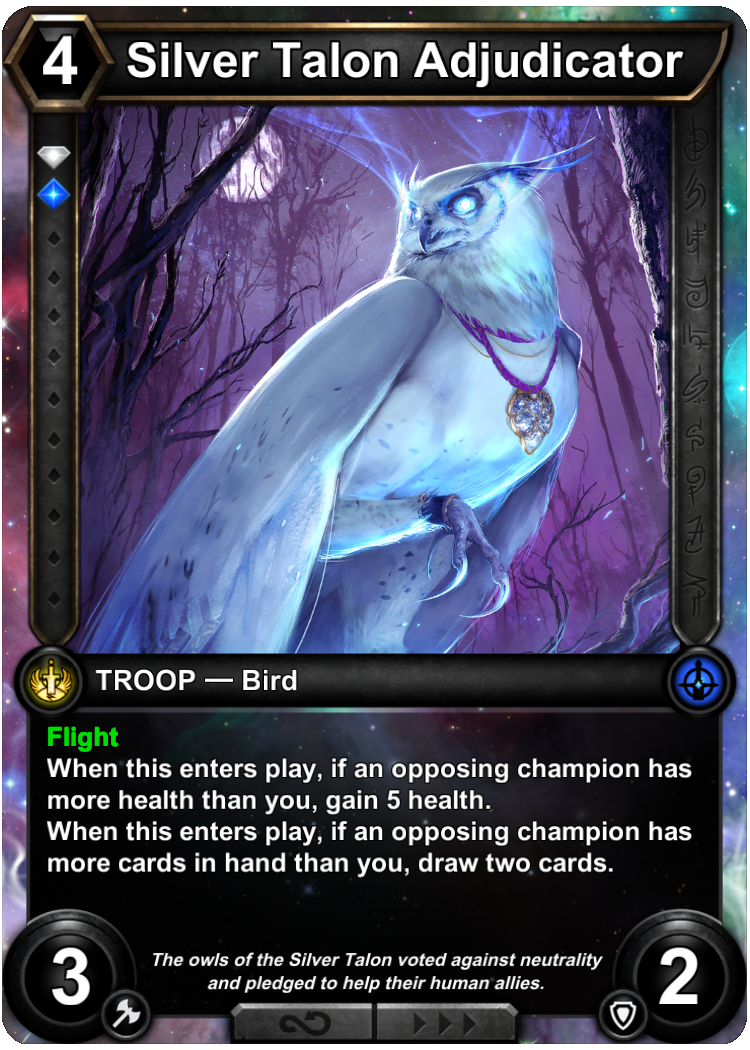 4
Silver Talon Adjudicator
TROOP — Bird
Flight
When this enters play, if an opposing champion has
more health than you, gain 5 health.
When this enters play, if an opposing champion has
more cards in hand than you, draw two cards.
The owls of the Silver Talon voted against neutrality
and pledged to help their human allies.
3
2